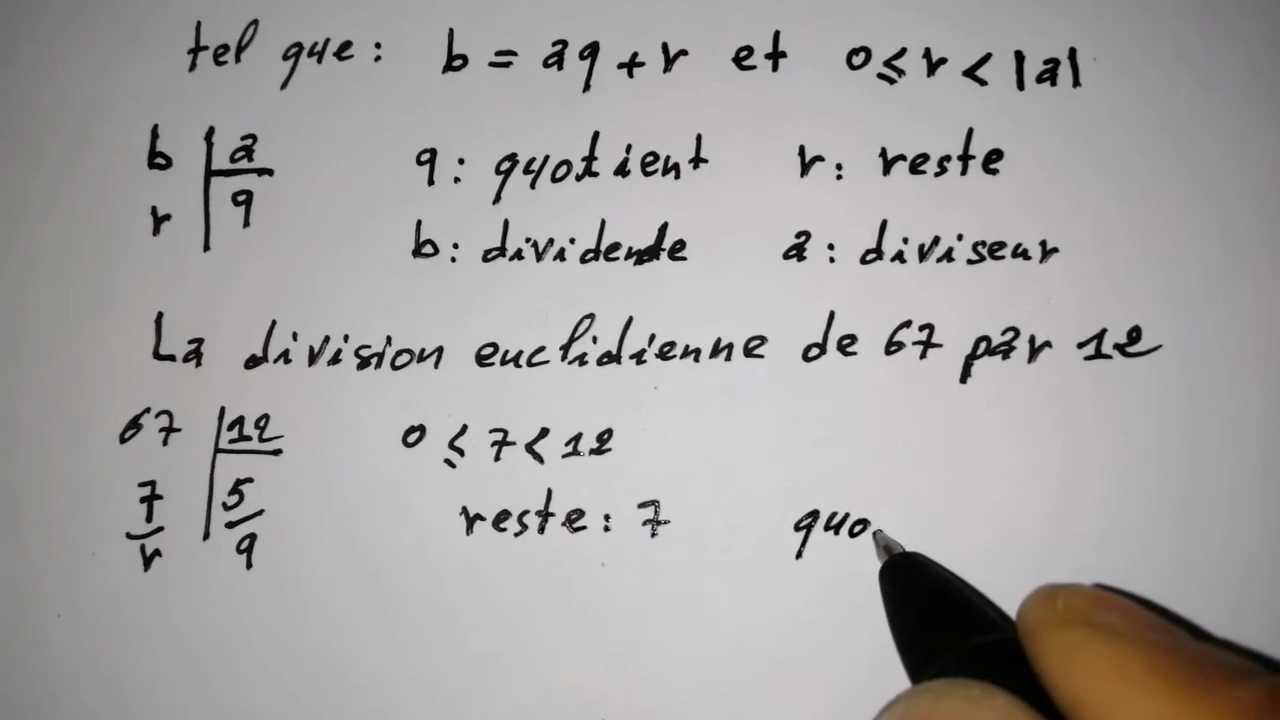 tel que : b = aq + r et 0 ≤ r < |a|
b | a q : quotient r : reste
r | q b : dividende a : diviseur
La division euclidienne de 67 par 12
67 | 12 0 ≤ 7 < 12
7 | 5 reste : 7 quo
r q